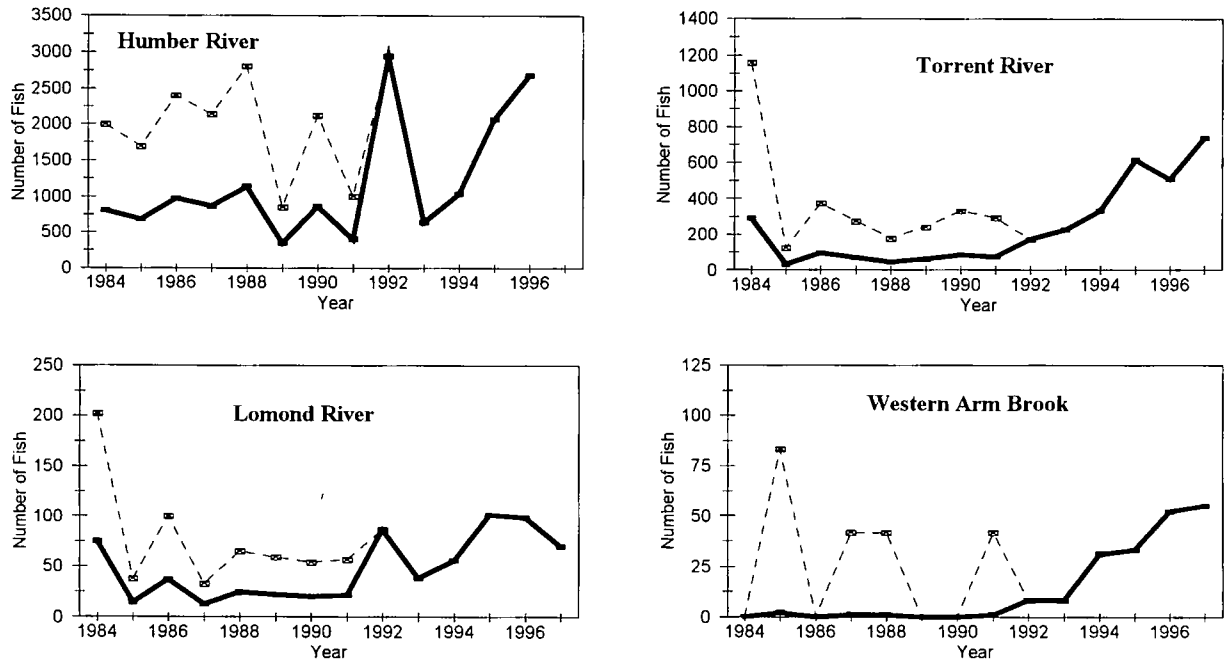 Humber River
Number of Fish
3500
3000
2500
2000
1500
1000
500
0
1984 1986 1988 1990 1992 1994 1996
Year
Torrent River
Number of Fish
1400
1200
1000
800
600
400
200
0
1984 1986 1988 1990 1992 1994 1996
Year
Lomond River
Number of Fish
250
200
150
100
50
0
1984 1986 1988 1990 1992 1994 1996
Year
Western Arm Brook
Number of Fish
125
100
75
50
25
0
1984 1986 1988 1990 1992 1994 1996
Year